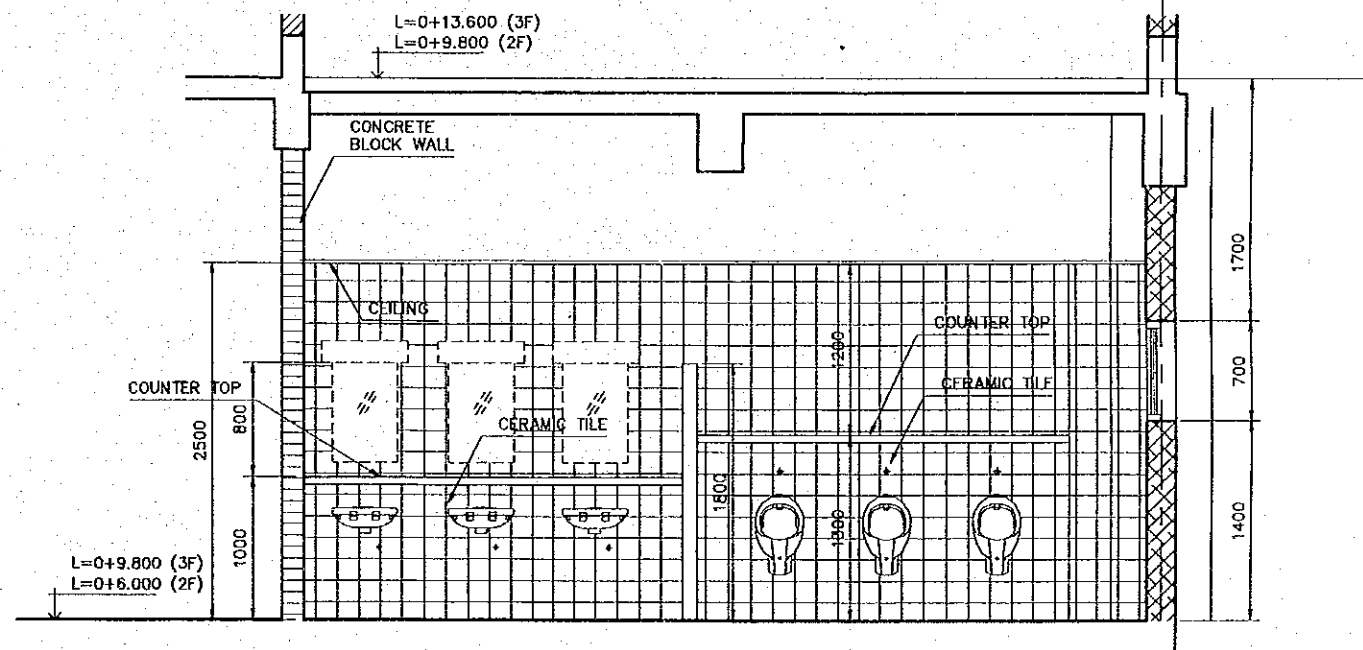 L=0+13.600 (3F)
L=0+9.800 (2F)
CONCRETE
BLOCK WALL
CEILING
COUNTER TOP
CERAMIC TILE
COUNTER TOP
CERAMIC TILE
2500
800
1000
1800
1200
1300
1700
700
1400
L=0+9.800 (3F)
L=0+6.000 (2F)